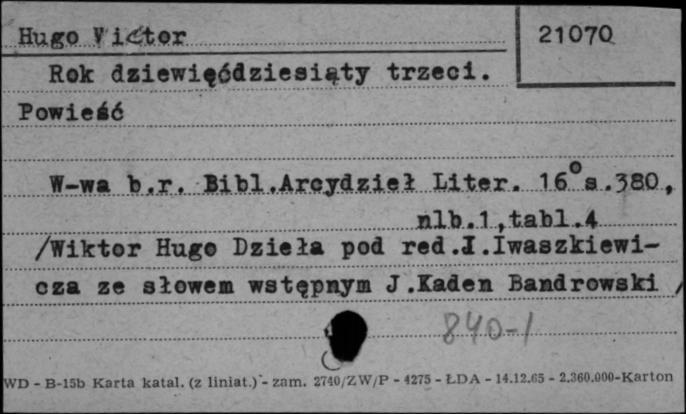 Hugo Victor
21070
Rok dziewięćdziesiąty trzeci.
Powieść
W-wa b.r. Bibl.Arcydzieł Liter. 16° s.380,
nlb.1,tabl.4
/Wiktor Hugo Dzieła pod red.J.Iwaszkiewi-
cza ze słowem wstępnym J.Kaden Bandrowski /
840-1
WD - B-15b Karta katal. (z liniat.) - zam. 2740/ZW/P - 4275 - ŁDA - 14.12.65 - 2.360.000-Karton